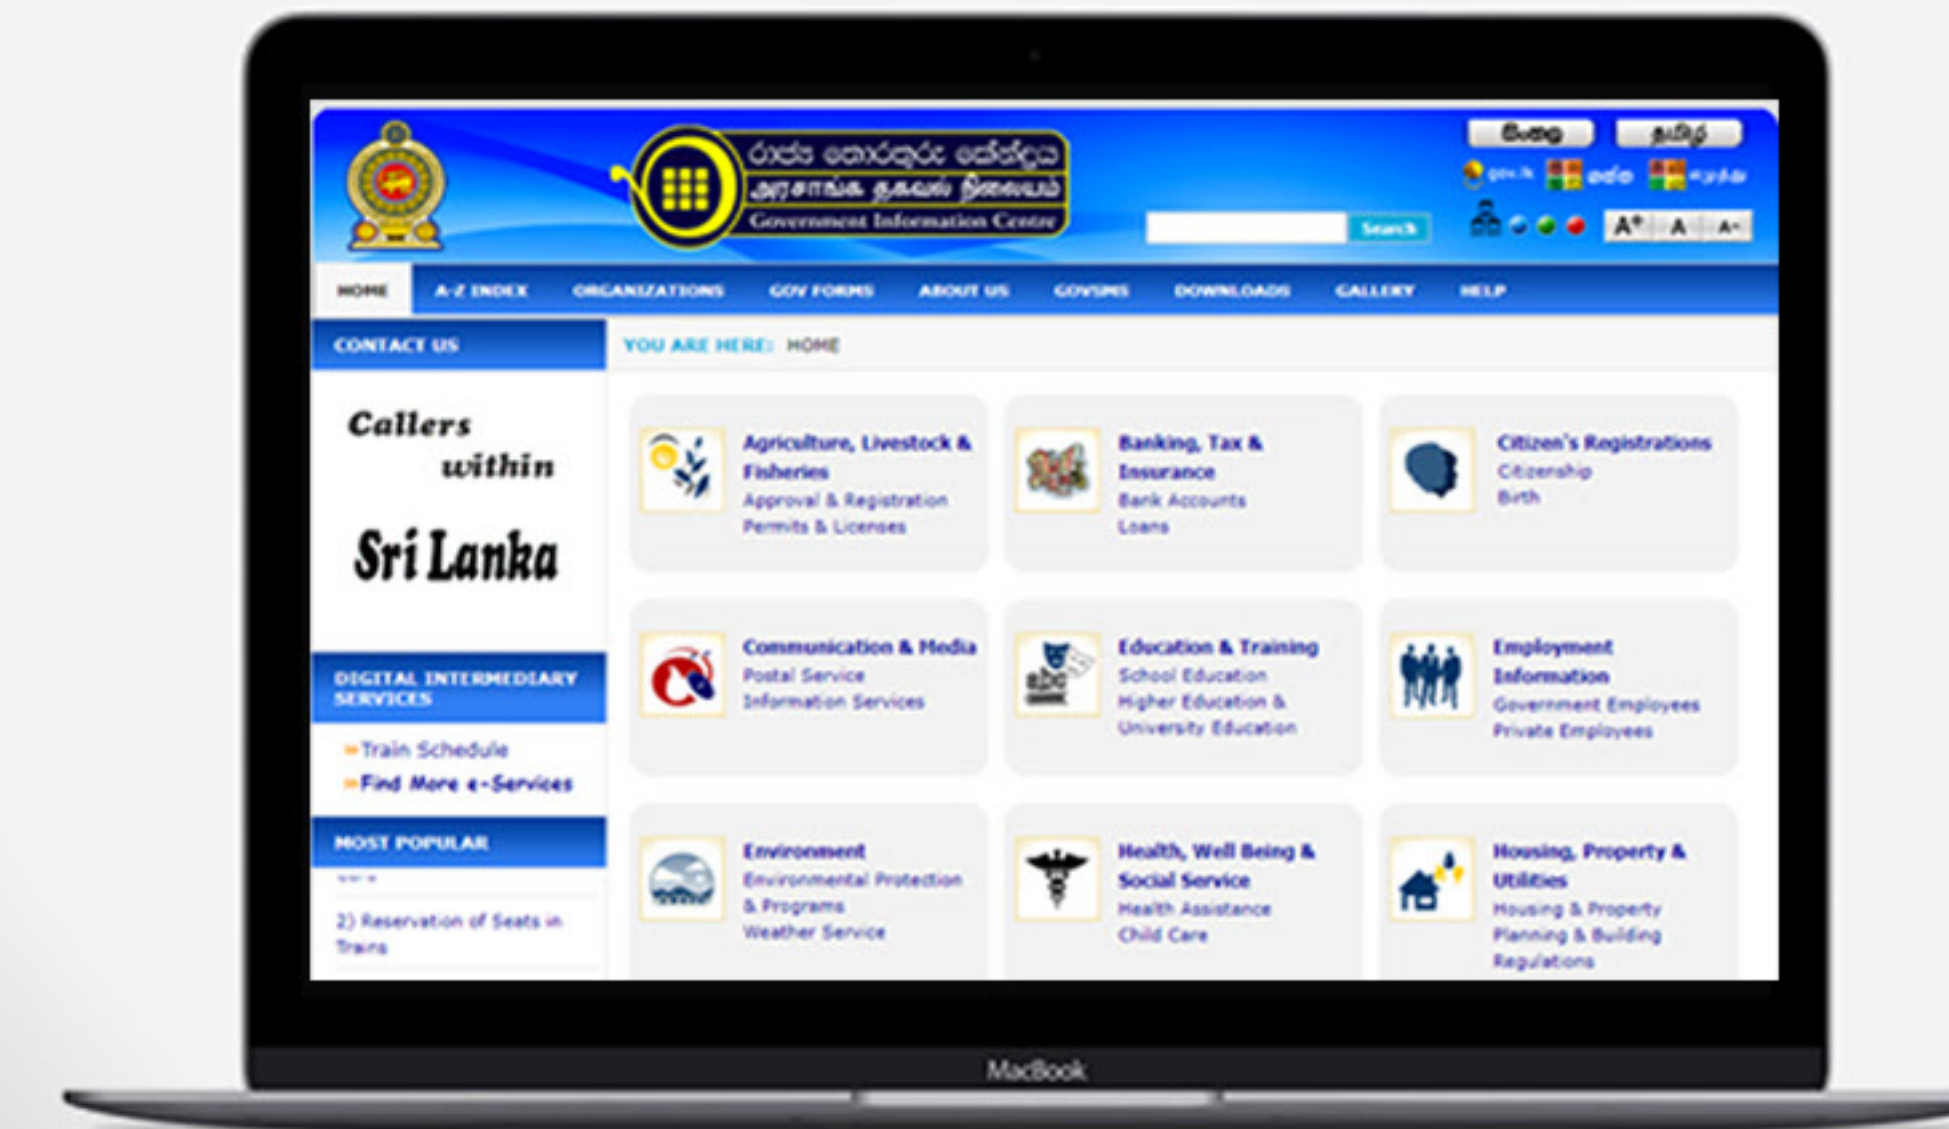 රාජ්‍ය තොරතුරු කේන්ද්‍රය
அரசாங்க தகவல் நிலையம்
Government Information Centre
සිංහල
தமிழ்
gov.lk
Search
A+ A A-
HOME A-Z INDEX ORGANIZATIONS GOV FORMS ABOUT US GOVSMS DOWNLOADS GALLERY HELP
CONTACT US
YOU ARE HERE: HOME
Callers
within
Sri Lanka
DIGITAL INTERMEDIARY
SERVICES
Train Schedule
Find More e-Services
MOST POPULAR
2) Reservation of Seats in
Trains
Agriculture, Livestock &
Fisheries
Approval & Registration
Permits & Licenses
Banking, Tax &
Insurance
Bank Accounts
Loans
Citizen's Registrations
Citizenship
Birth
Communication & Media
Postal Service
Information Services
abc
Education & Training
School Education
Higher Education &
University Education
Employment
Information
Government Employees
Private Employees
Environment
Environmental Protection
& Programs
Weather Service
Health, Well Being &
Social Service
Health Assistance
Child Care
Housing, Property &
Utilities
Housing & Property
Planning & Building
Regulations
MacBook